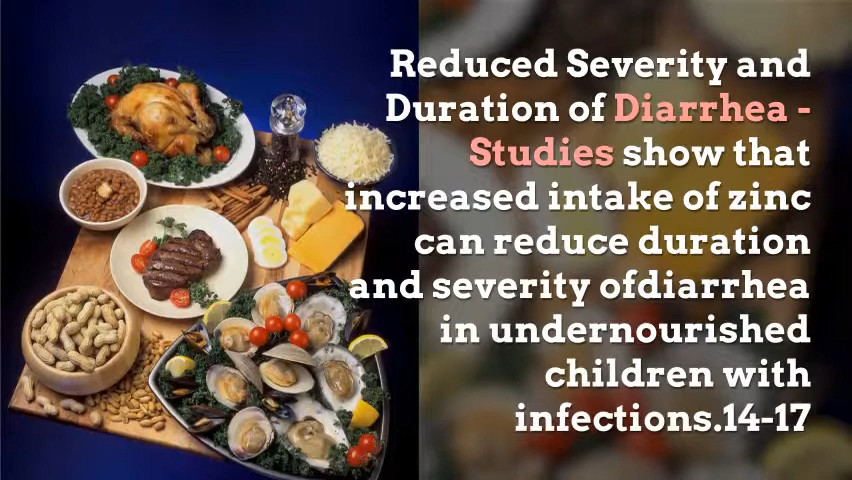 Reduced Severity and
Duration of Diarrhea -
Studies show that
increased intake of zinc
can reduce duration
and severity ofdiarrhea
in undernourished
children with
infections.14-17